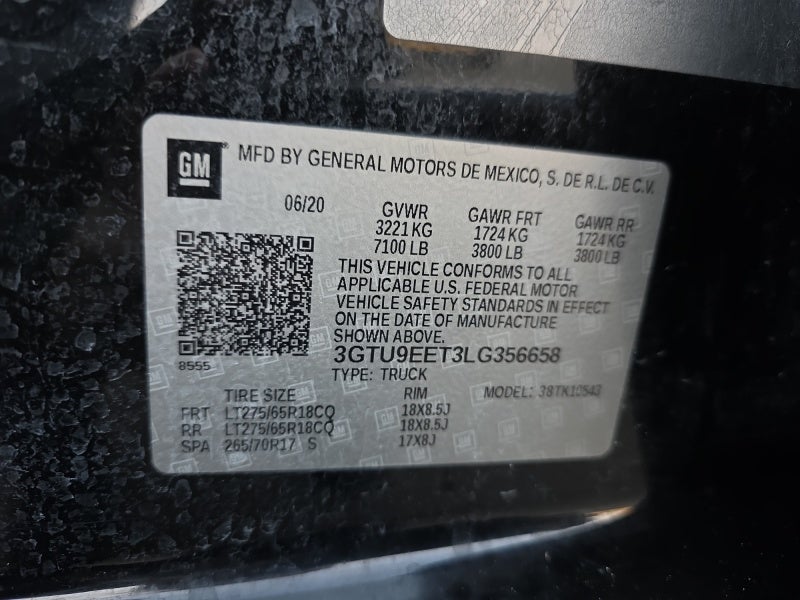 GM MFD BY GENERAL MOTORS DE MEXICO, S. DE R.L. DE C.V.
06/20
GVWR GAWR FRT GAWR RR
3221 KG 1724 KG 1724 KG
7100 LB 3800 LB 3800 LB
THIS VEHICLE CONFORMS TO ALL
APPLICABLE U.S. FEDERAL MOTOR
VEHICLE SAFETY STANDARDS IN EFFECT
ON THE DATE OF MANUFACTURE
SHOWN ABOVE.
3GTU9EET3LG356658
8555
TYPE: TRUCK
TIRE SIZE RIM MODEL: 38TK10543
FRT LT275/65R18CQ 18X8.5J
RR LT275/65R18CQ 18X8.5J
SPA 265/70R17 S 17X8J